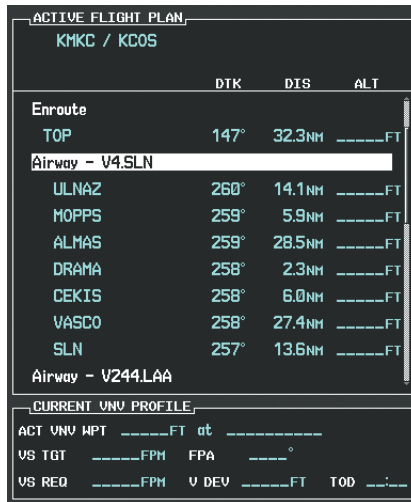 ACTIVE FLIGHT PLAN
KMKC / KCOS
DTK DIS ALT
Enroute
TOP 147° 32.3NM _____FT
Airway - V4.SLN
ULNAZ 260° 14.1NM _____FT
MOPPS 259° 5.9NM _____FT
ALMAS 259° 28.5NM _____FT
DRAMA 258° 2.3NM _____FT
CEKIS 258° 6.0NM _____FT
VASCO 258° 27.4NM _____FT
SLN 257° 13.6NM _____FT
Airway - V244.LAA
CURRENT VNV PROFILE
ACT VNV WPT _____FT at __________
VS TGT _____FPM FPA ____°
VS REQ _____FPM V DEV _____FT TOD __:__